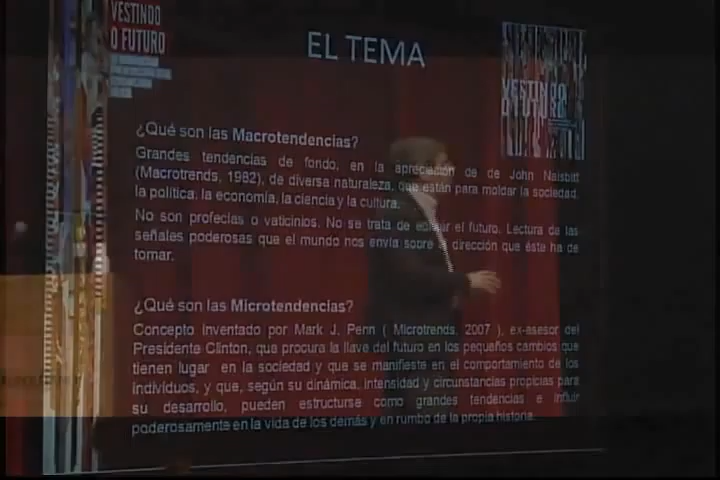 VESTINDO
O FUTURO
EL TEMA
VESTINDO
O FUTURO
¿Qué son las Macrotendencias?
Grandes tendencias de fondo, en la apreciación de de John Naisbitt
(Macrotrends, 1982), de diversa naturaleza, que están para moldar la sociedad,
la política, la economía, la ciencia y la cultura.
No son profecías o vaticinios. No se trata de el futuro. Lectura de las
señales poderosas que el mundo nos envía sobre la dirección que éste ha de
tomar.
¿Qué son las Microtendencias?
Concepto inventado por Mark J. Penn ( Microtrends, 2007 ), ex-asesor del
Presidente Clinton, que procura la llave del futuro en los pequeños cambios que
tienen lugar en la sociedad y que se manifieste en el comportamiento de los
individuos, y que, según su dinámica, intensidad y circunstancias propicias para
su desarrollo, pueden estructurse como grandes tendencias e influir
poderosamente en la vida de los demás y en rumbo de la propia historia.